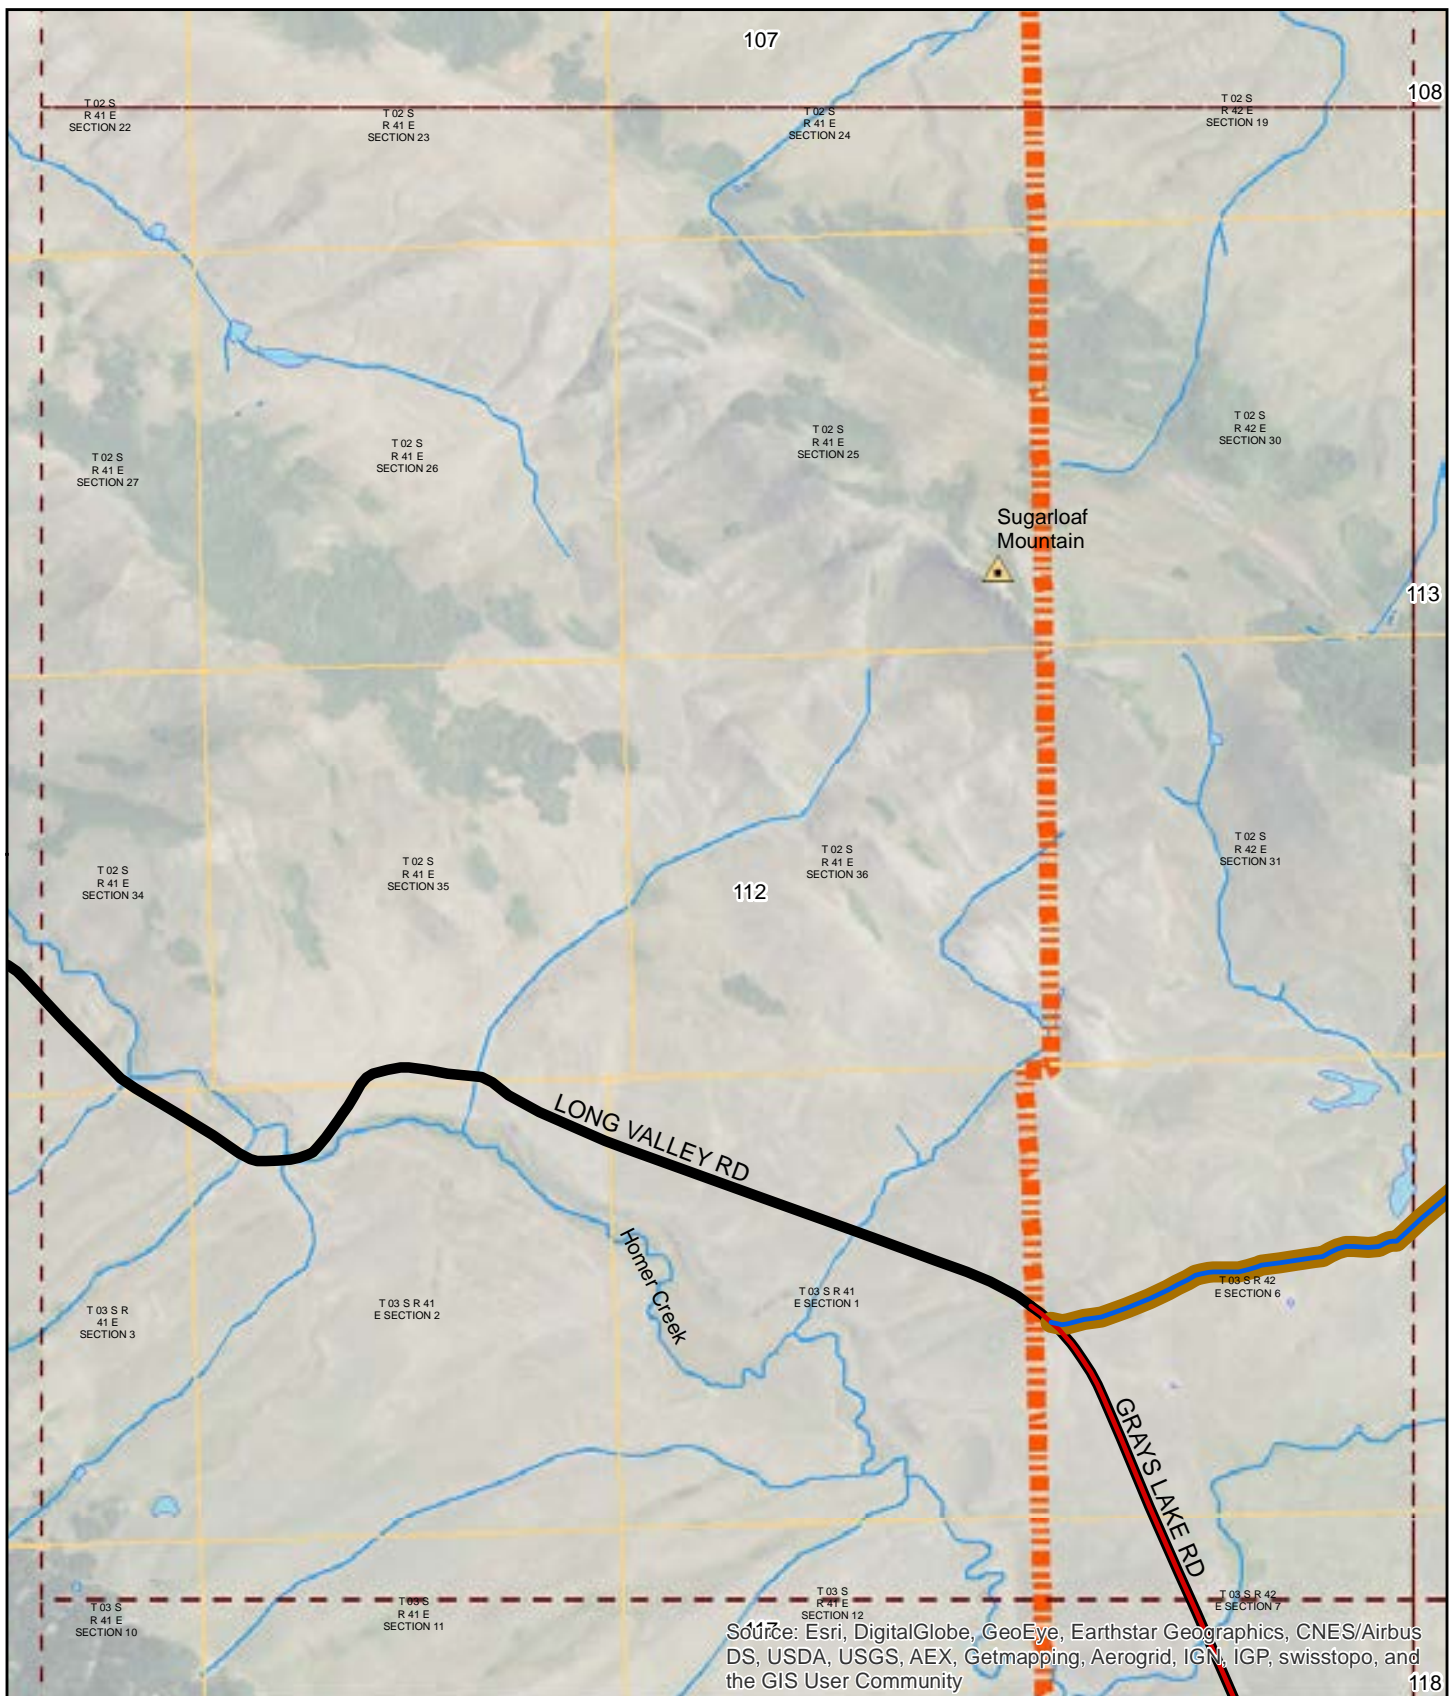 107
108
T 02 S
R 41 E
SECTION 22
T 02 S
R 41 E
SECTION 23
T 02 S
R 41 E
SECTION 24
T 02 S
R 42 E
SECTION 19
T 02 S
R 41 E
SECTION 27
T 02 S
R 41 E
SECTION 26
T 02 S
R 41 E
SECTION 25
T 02 S
R 42 E
SECTION 30
Sugarloaf
Mountain
113
T 02 S
R 41 E
SECTION 34
T 02 S
R 41 E
SECTION 35
T 02 S
R 41 E
SECTION 36
T 02 S
R 42 E
SECTION 31
112
LONG VALLEY RD
Homer Creek
T 03 S R
41 E
SECTION 3
T 03 S R 41
E SECTION 2
T 03 S R 41
E SECTION 1
T 03 S R 42
E SECTION 6
GRAYS LAKE RD
T 03 S
R 41 E
SECTION 10
T 03 S
R 41 E
SECTION 11
T 03 S
R 41 E
SECTION 12
T 03 S R 42
E SECTION 7
117
Source: Esri, DigitalGlobe, GeoEye, Earthstar Geographics, CNES/Airbus
DS, USDA, USGS, AEX, Getmapping, Aerogrid, IGN, IGP, swisstopo, and
the GIS User Community
118